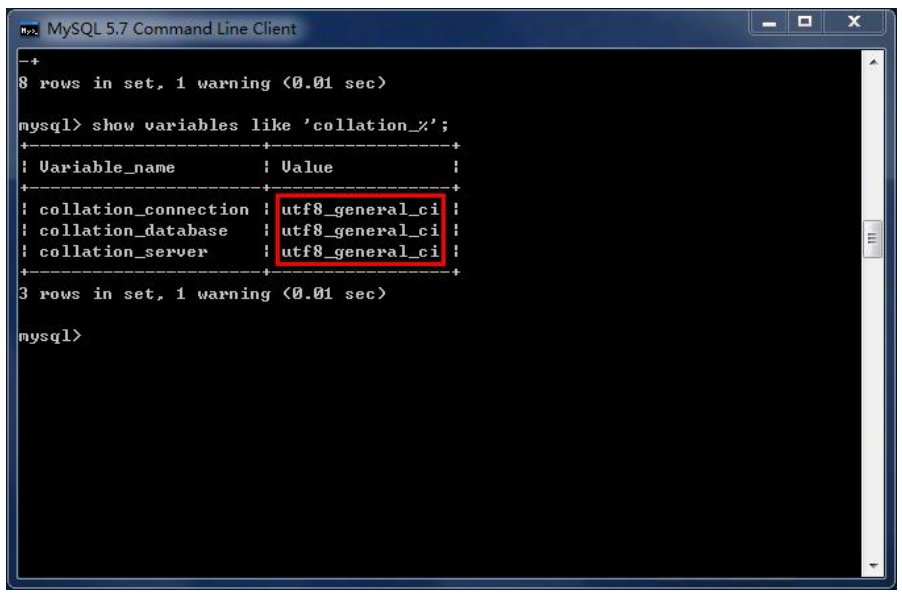 MySQL 5.7 Command Line Client
-+
8 rows in set, 1 warning (0.01 sec)
mysql> show variables like 'collation_%';
+----------------------+-----------------+
| Variable_name        | Value           |
+----------------------+-----------------+
| collation_connection | utf8_general_ci |
| collation_database   | utf8_general_ci |
| collation_server     | utf8_general_ci |
+----------------------+-----------------+
3 rows in set, 1 warning (0.01 sec)
mysql>